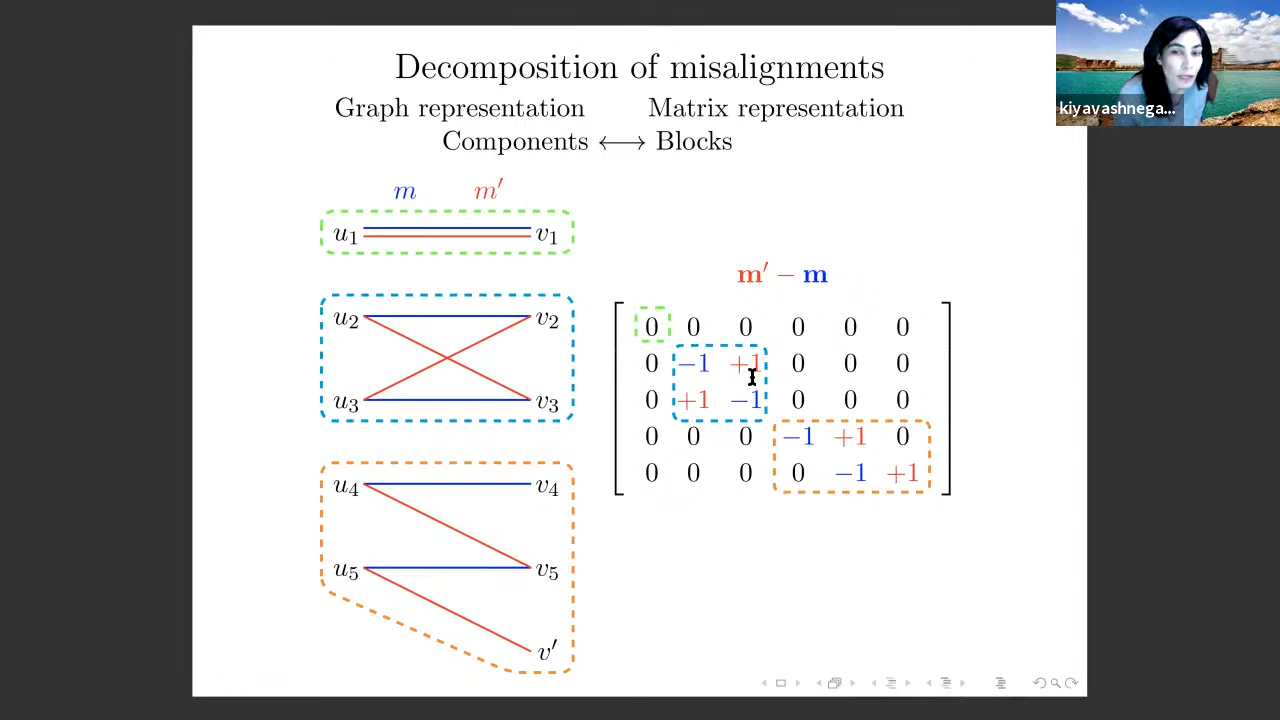 Decomposition of misalignments
Graph representation Matrix representation
Components ⟷ Blocks
m m′
u₁ v₁
u₂ v₂
u₃ v₃
u₄ v₄
u₅ v₅
v′
m′ − m
0 0 0 0 0 0
0 −1 +1 0 0 0
0 +1 −1 0 0 0
0 0 0 −1 +1 0
0 0 0 0 −1 +1
kiyavashnega...